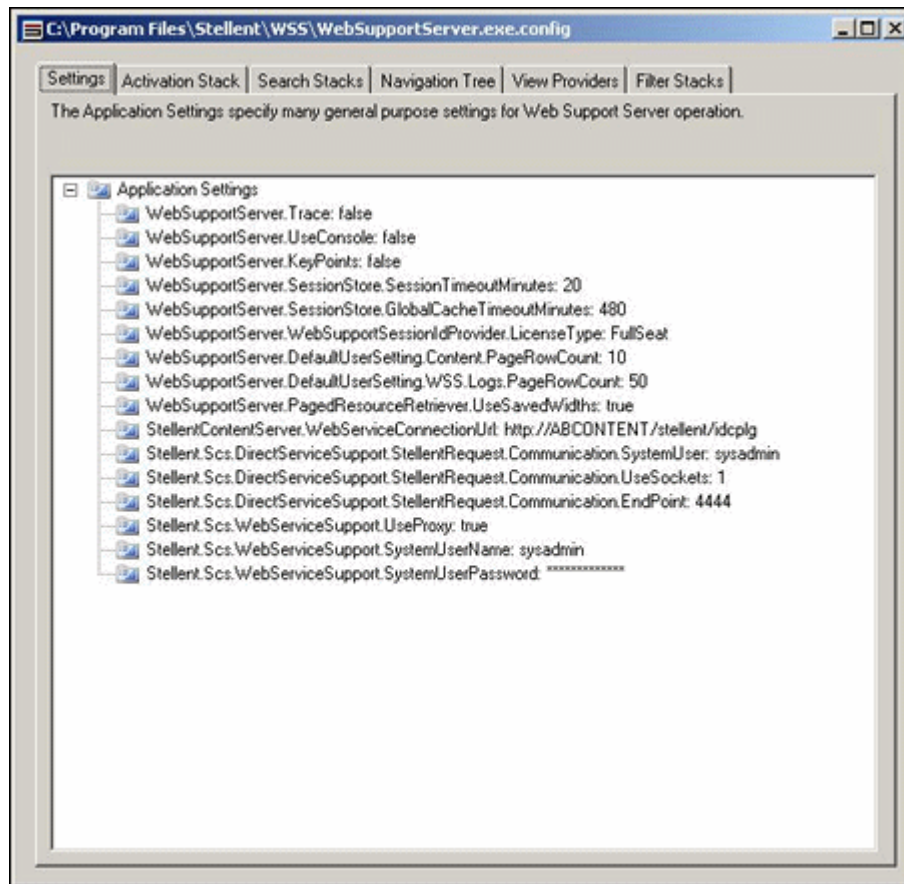 C:\Program Files\Stellent\WSS\WebSupportServer.exe.config
Settings Activation Stack Search Stacks Navigation Tree View Providers Filter Stacks
The Application Settings specify many general purpose settings for Web Support Server operation.
Application Settings
WebSupportServer.Trace: false
WebSupportServer.UseConsole: false
WebSupportServer.KeyPoints: false
WebSupportServer.SessionStore.SessionTimeoutMinutes: 20
WebSupportServer.SessionStore.GlobalCacheTimeoutMinutes: 480
WebSupportServer.WebSupportSessionIdProvider.LicenseType: FullSeat
WebSupportServer.DefaultUserSetting.Content.PageRowCount: 10
WebSupportServer.DefaultUserSetting.WSS.Logs.PageRowCount: 50
WebSupportServer.PagedResourceRetriever.UseSavedWidths: true
StellentContentServer.WebServiceConnectionUrl: http://ABCONTENT/stellent/idcplg
Stellent.Scs.DirectServiceSupport.StellentRequest.Communication.SystemUser: sysadmin
Stellent.Scs.DirectServiceSupport.StellentRequest.Communication.UseSockets: 1
Stellent.Scs.DirectServiceSupport.StellentRequest.Communication.EndPoint: 4444
Stellent.Scs.WebServiceSupport.UseProxy: true
Stellent.Scs.WebServiceSupport.SystemUserName: sysadmin
Stellent.Scs.WebServiceSupport.SystemUserPassword: *************